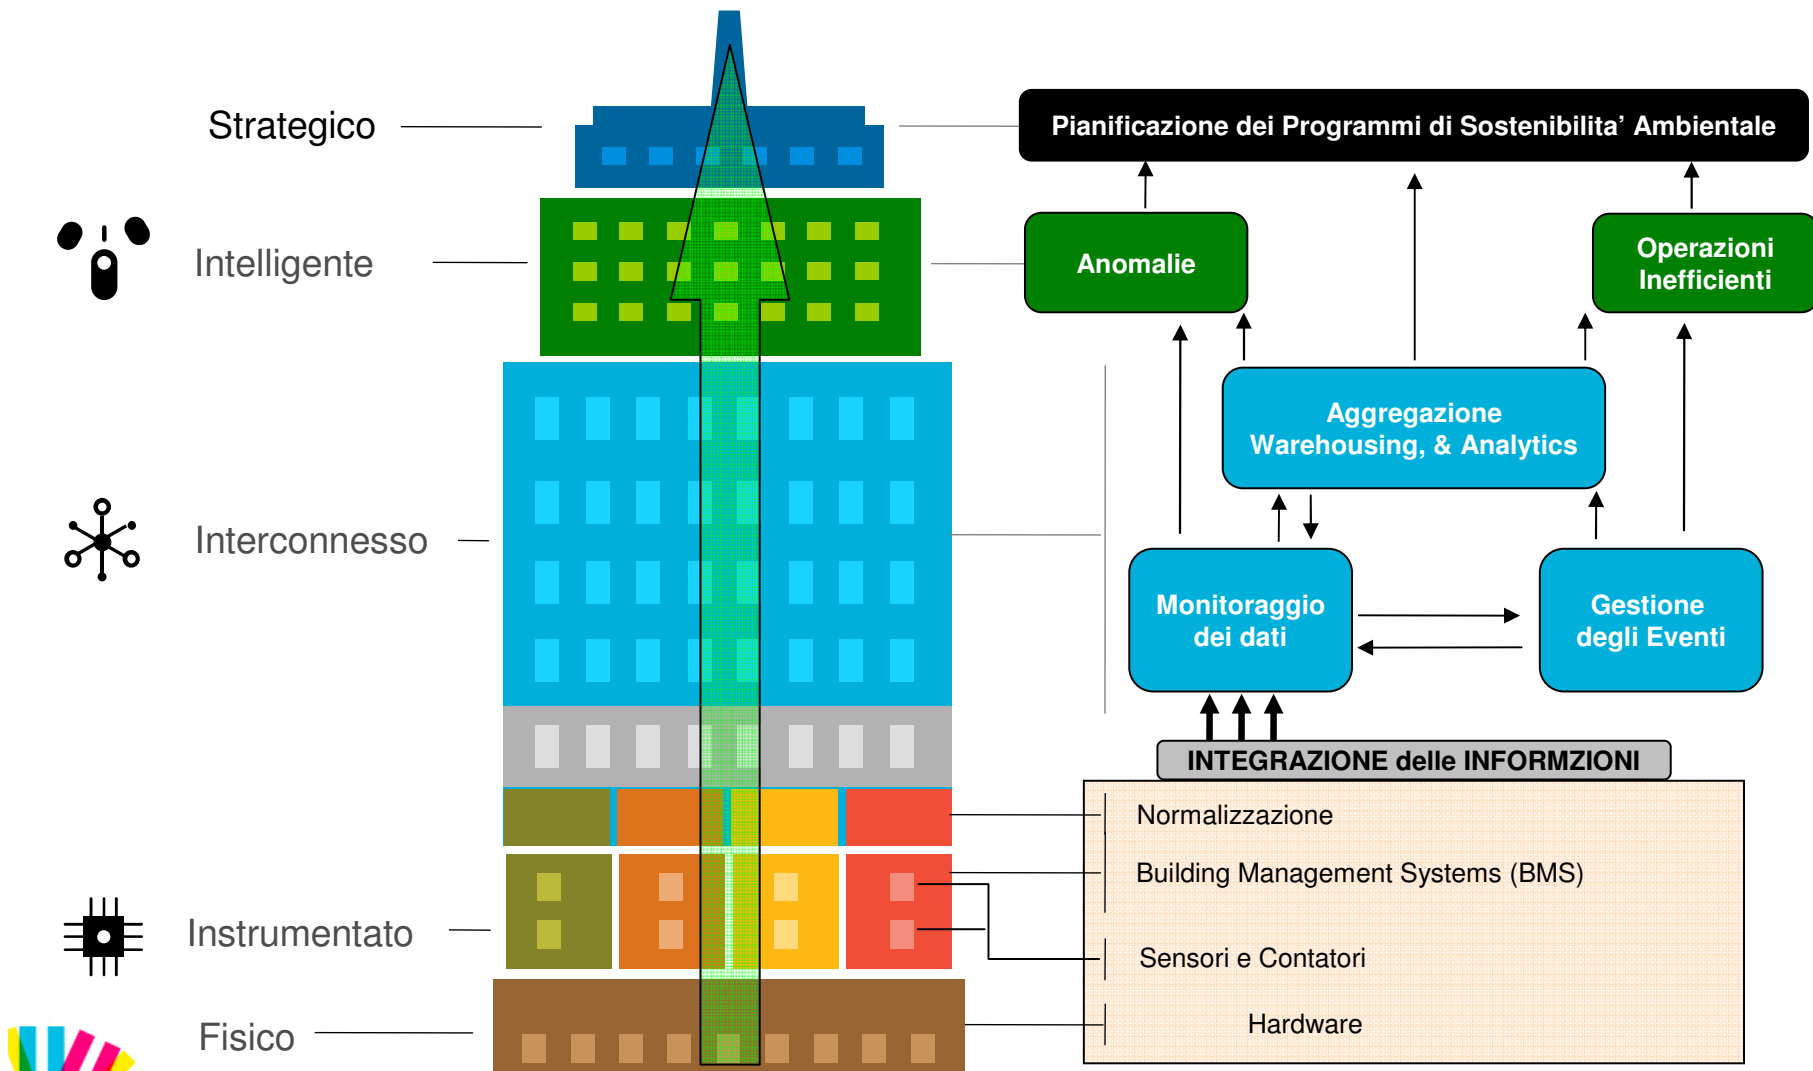 Strategico
Pianificazione dei Programmi di Sostenibilita’ Ambientale
Intelligente
Anomalie
Operazioni
Inefficienti
Aggregazione
Warehousing, & Analytics
Interconnesso
Monitoraggio
dei dati
Gestione
degli Eventi
INTEGRAZIONE delle INFORMZIONI
Normalizzazione
Building Management Systems (BMS)
Instrumentato
Sensori e Contatori
Fisico
Hardware